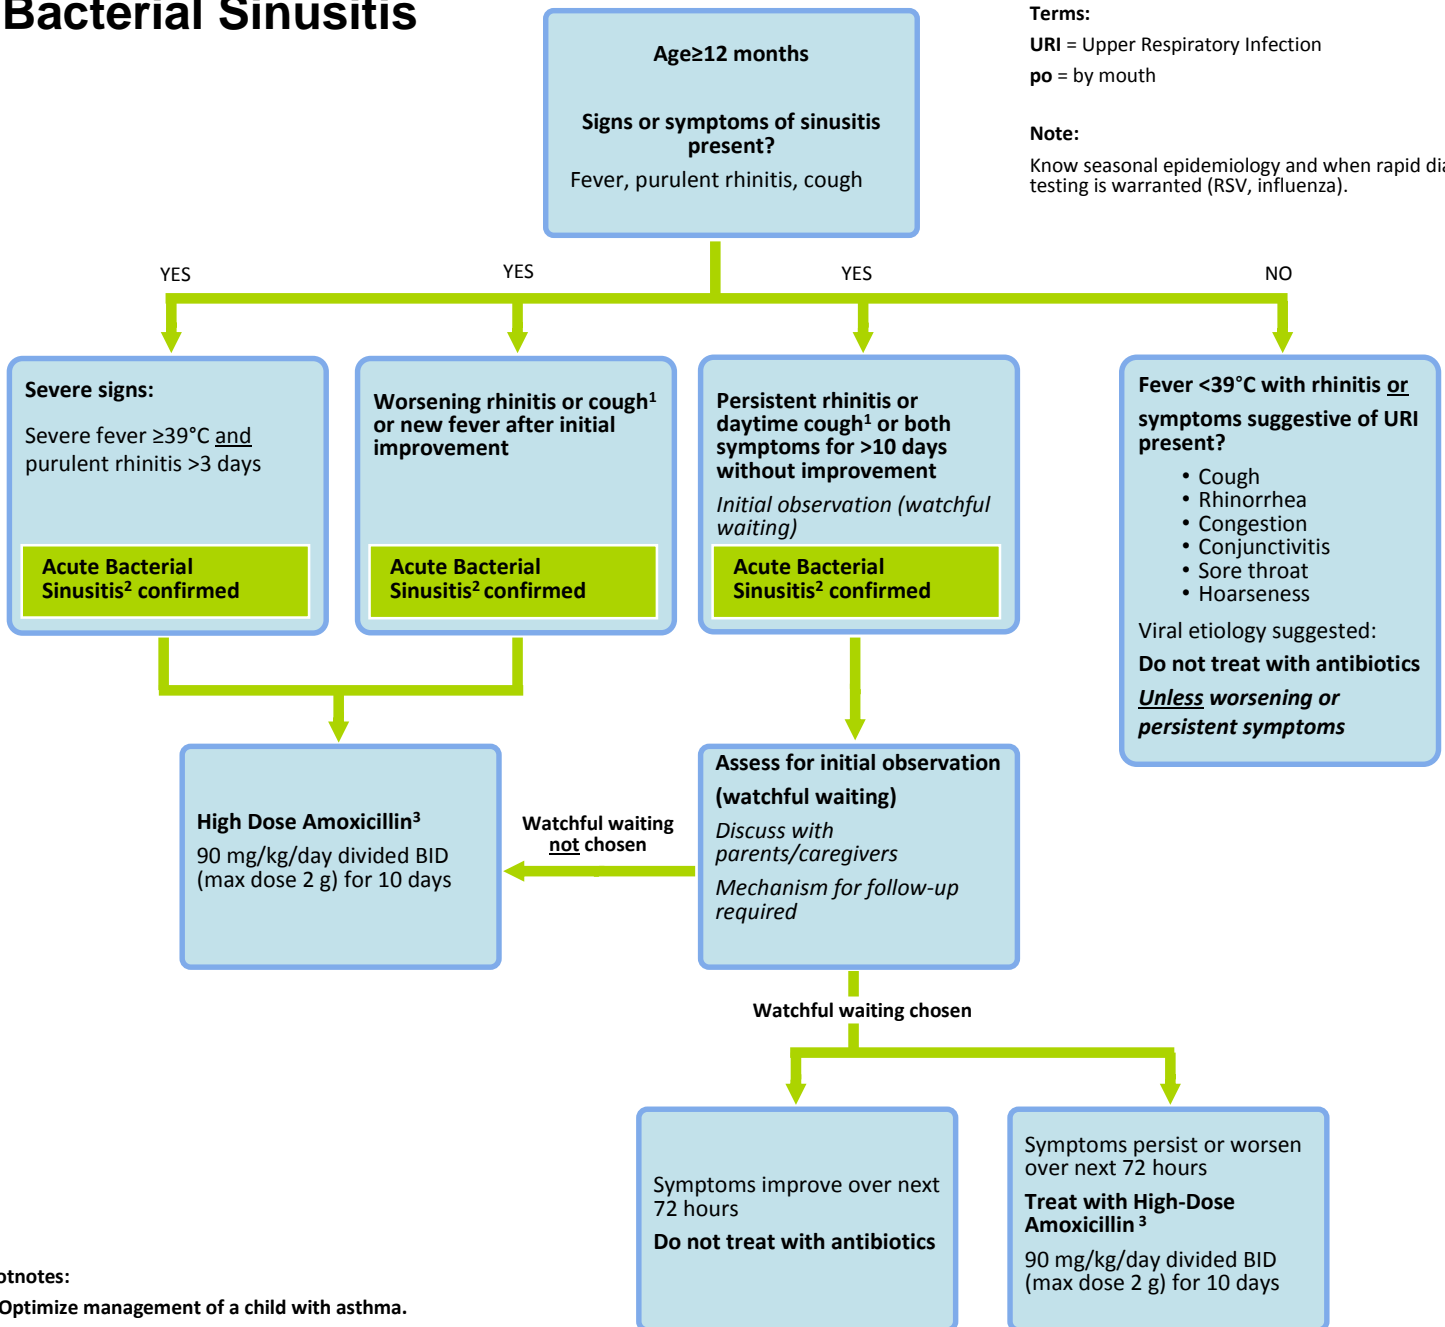 Bacterial Sinusitis
Terms:
URI = Upper Respiratory Infection
po = by mouth
Note:
Know seasonal epidemiology and when rapid
testing is warranted (RSV, influenza).
Age≥12 months
Signs or symptoms of sinusitis
present?
Fever, purulent rhinitis, cough
YES
YES
YES
NO
Severe signs:
Severe fever ≥39°C and
purulent rhinitis >3 days
Acute Bacterial
Sinusitis² confirmed
Worsening rhinitis or cough¹
or new fever after initial
improvement
Acute Bacterial
Sinusitis² confirmed
Persistent rhinitis or
daytime cough¹ or both
symptoms for >10 days
without improvement
Initial observation (watchful
waiting)
Acute Bacterial
Sinusitis² confirmed
Fever <39°C with rhinitis or
symptoms suggestive of URI
present?
• Cough
• Rhinorrhea
• Congestion
• Conjunctivitis
• Sore throat
• Hoarseness
Viral etiology suggested:
Do not treat with antibiotics
Unless worsening or
persistent symptoms
High Dose Amoxicillin³
90 mg/kg/day divided BID
(max dose 2 g) for 10 days
Watchful waiting
not chosen
Assess for initial observation
(watchful waiting)
Discuss with
parents/caregivers
Mechanism for follow-up
required
Watchful waiting chosen
Symptoms improve over next
72 hours
Do not treat with antibiotics
Symptoms persist or worsen
over next 72 hours
Treat with High-Dose
Amoxicillin ³
90 mg/kg/day divided BID
(max dose 2 g) for 10 days
otnotes:
Optimize management of a child with asthma.